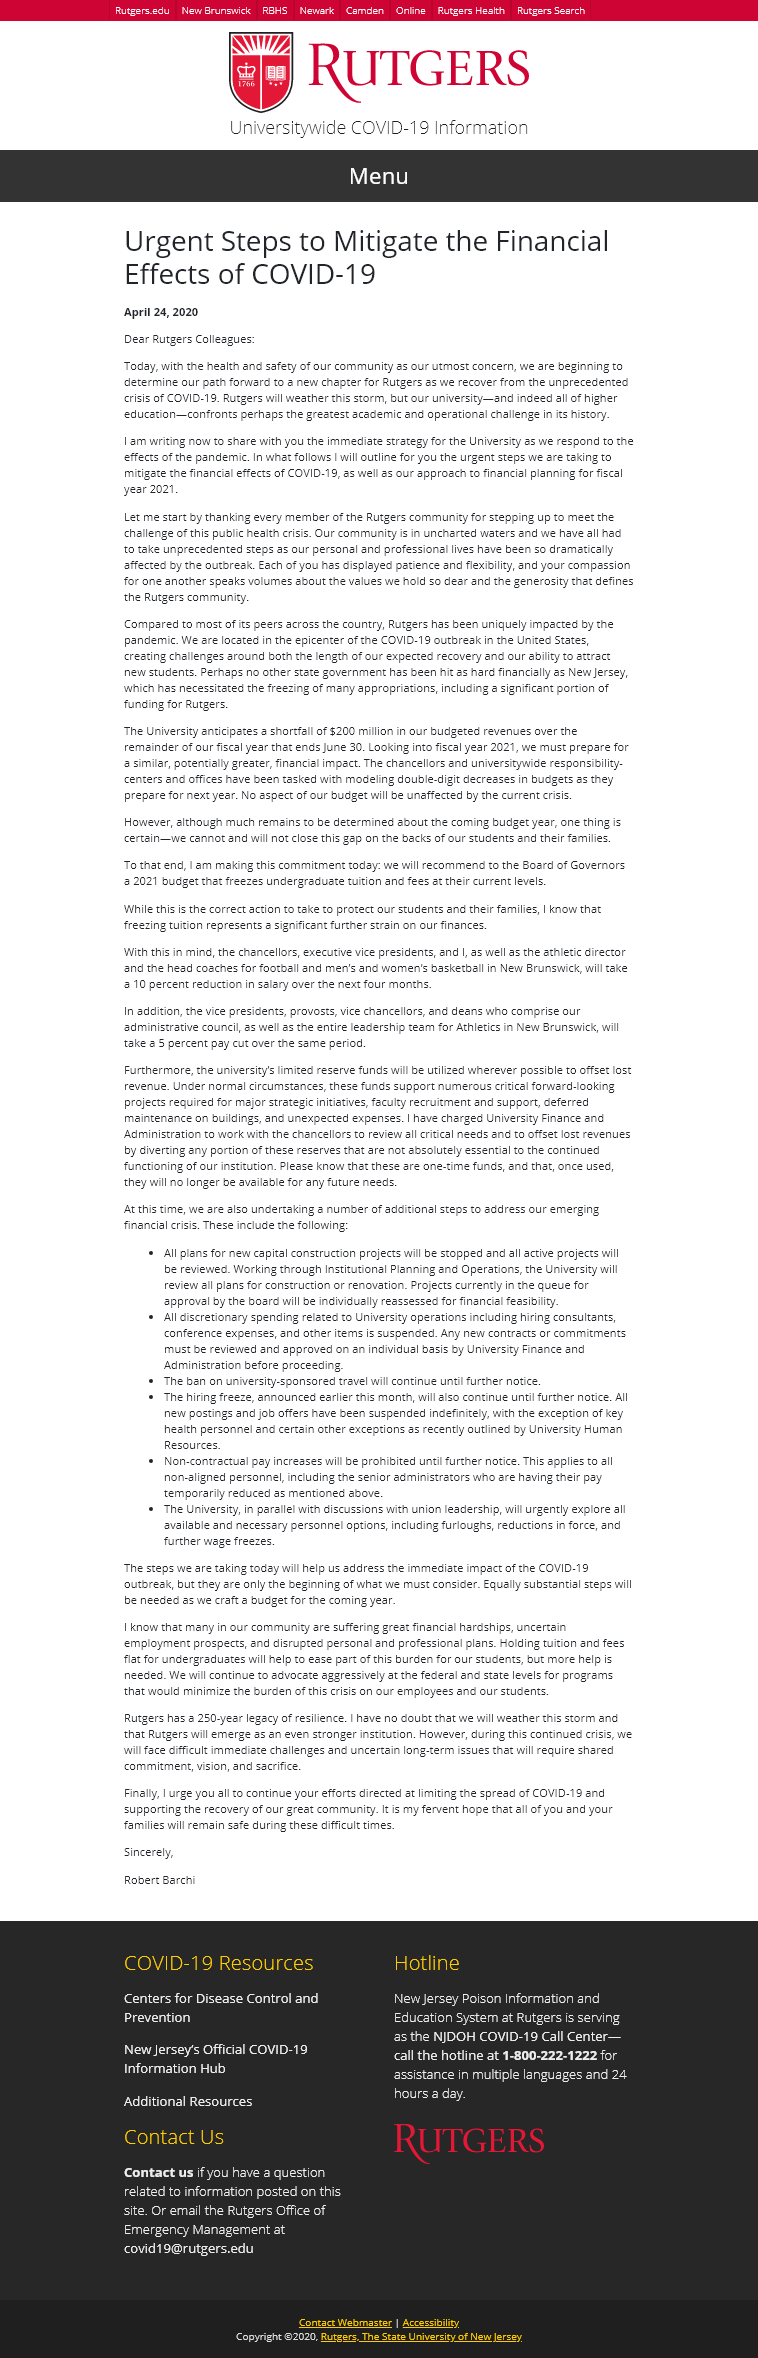 Rutgers.edu New Brunswick RBHS Newark Camden Online Rutgers Health Rutgers Search
1766
RUTGERS
Universitywide COVID-19 Information
Menu
Urgent Steps to Mitigate the Financial
Effects of COVID-19
April 24, 2020
Dear Rutgers Colleagues:
Today, with the health and safety of our community as our utmost concern, we are beginning to
determine our path forward to a new chapter for Rutgers as we recover from the unprecedented
crisis of COVID-19. Rutgers will weather this storm, but our university—and indeed all of higher
education—confronts perhaps the greatest academic and operational challenge in its history.
I am writing now to share with you the immediate strategy for the University as we respond to the
effects of the pandemic. In what follows I will outline for you the urgent steps we are taking to
mitigate the financial effects of COVID-19, as well as our approach to financial planning for fiscal
year 2021.
Let me start by thanking every member of the Rutgers community for stepping up to meet the
challenge of this public health crisis. Our community is in uncharted waters and we have all had
to take unprecedented steps as our personal and professional lives have been so dramatically
affected by the outbreak. Each of you has displayed patience and flexibility, and your compassion
for one another speaks volumes about the values we hold so dear and the generosity that defines
the Rutgers community.
Compared to most of its peers across the country, Rutgers has been uniquely impacted by the
pandemic. We are located in the epicenter of the COVID-19 outbreak in the United States,
creating challenges around both the length of our expected recovery and our ability to attract
new students. Perhaps no other state government has been hit as hard financially as New Jersey,
which has necessitated the freezing of many appropriations, including a significant portion of
funding for Rutgers.
The University anticipates a shortfall of $200 million in our budgeted revenues over the
remainder of our fiscal year that ends June 30. Looking into fiscal year 2021, we must prepare for
a similar, potentially greater, financial impact. The chancellors and universitywide responsibility-
centers and offices have been tasked with modeling double-digit decreases in budgets as they
prepare for next year. No aspect of our budget will be unaffected by the current crisis.
However, although much remains to be determined about the coming budget year, one thing is
certain—we cannot and will not close this gap on the backs of our students and their families.
To that end, I am making this commitment today: we will recommend to the Board of Governors
a 2021 budget that freezes undergraduate tuition and fees at their current levels.
While this is the correct action to take to protect our students and their families, I know that
freezing tuition represents a significant further strain on our finances.
With this in mind, the chancellors, executive vice presidents, and I, as well as the athletic director
and the head coaches for football and men's and women's basketball in New Brunswick, will take
a 10 percent reduction in salary over the next four months.
In addition, the vice presidents, provosts, vice chancellors, and deans who comprise our
administrative council, as well as the entire leadership team for Athletics in New Brunswick, will
take a 5 percent pay cut over the same period.
Furthermore, the university's limited reserve funds will be utilized wherever possible to offset lost
revenue. Under normal circumstances, these funds support numerous critical forward-looking
projects required for major strategic initiatives, faculty recruitment and support, deferred
maintenance on buildings, and unexpected expenses. I have charged University Finance and
Administration to work with the chancellors to review all critical needs and to offset lost revenues
by diverting any portion of these reserves that are not absolutely essential to the continued
functioning of our institution. Please know that these are one-time funds, and that, once used,
they will no longer be available for any future needs.
At this time, we are also undertaking a number of additional steps to address our emerging
financial crisis. These include the following:
• All plans for new capital construction projects will be stopped and all active projects will
be reviewed. Working through Institutional Planning and Operations, the University will
review all plans for construction or renovation. Projects currently in the queue for
approval by the board will be individually reassessed for financial feasibility.
• All discretionary spending related to University operations including hiring consultants,
conference expenses, and other items is suspended. Any new contracts or commitments
must be reviewed and approved on an individual basis by University Finance and
Administration before proceeding.
• The ban on university-sponsored travel will continue until further notice.
• The hiring freeze, announced earlier this month, will also continue until further notice. All
new postings and job offers have been suspended indefinitely, with the exception of key
health personnel and certain other exceptions as recently outlined by University Human
Resources.
• Non-contractual pay increases will be prohibited until further notice. This applies to all
non-aligned personnel, including the senior administrators who are having their pay
temporarily reduced as mentioned above.
• The University, in parallel with discussions with union leadership, will urgently explore all
available and necessary personnel options, including furloughs, reductions in force, and
further wage freezes.
The steps we are taking today will help us address the immediate impact of the COVID-19
outbreak, but they are only the beginning of what we must consider. Equally substantial steps will
be needed as we craft a budget for the coming year.
I know that many in our community are suffering great financial hardships, uncertain
employment prospects, and disrupted personal and professional plans. Holding tuition and fees
flat for undergraduates will help to ease part of this burden for our students, but more help is
needed. We will continue to advocate aggressively at the federal and state levels for programs
that would minimize the burden of this crisis on our employees and our students.
Rutgers has a 250-year legacy of resilience. I have no doubt that we will weather this storm and
that Rutgers will emerge as an even stronger institution. However, during this continued crisis, we
will face difficult immediate challenges and uncertain long-term issues that will require shared
commitment, vision, and sacrifice.
Finally, I urge you all to continue your efforts directed at limiting the spread of COVID-19 and
supporting the recovery of our great community. It is my fervent hope that all of you and your
families will remain safe during these difficult times.
Sincerely,
Robert Barchi
COVID-19 Resources
Centers for Disease Control and
Prevention
New Jersey's Official COVID-19
Information Hub
Additional Resources
Contact Us
Contact us if you have a question
related to information posted on this
site. Or email the Rutgers Office of
Emergency Management at
covid19@rutgers.edu
Hotline
New Jersey Poison Information and
Education System at Rutgers is serving
as the NJDOH COVID-19 Call Center—
call the hotline at 1-800-222-1222 for
assistance in multiple languages and 24
hours a day.
RUTGERS
Contact Webmaster | Accessibility
Copyright ©2020, Rutgers, The State University of New Jersey